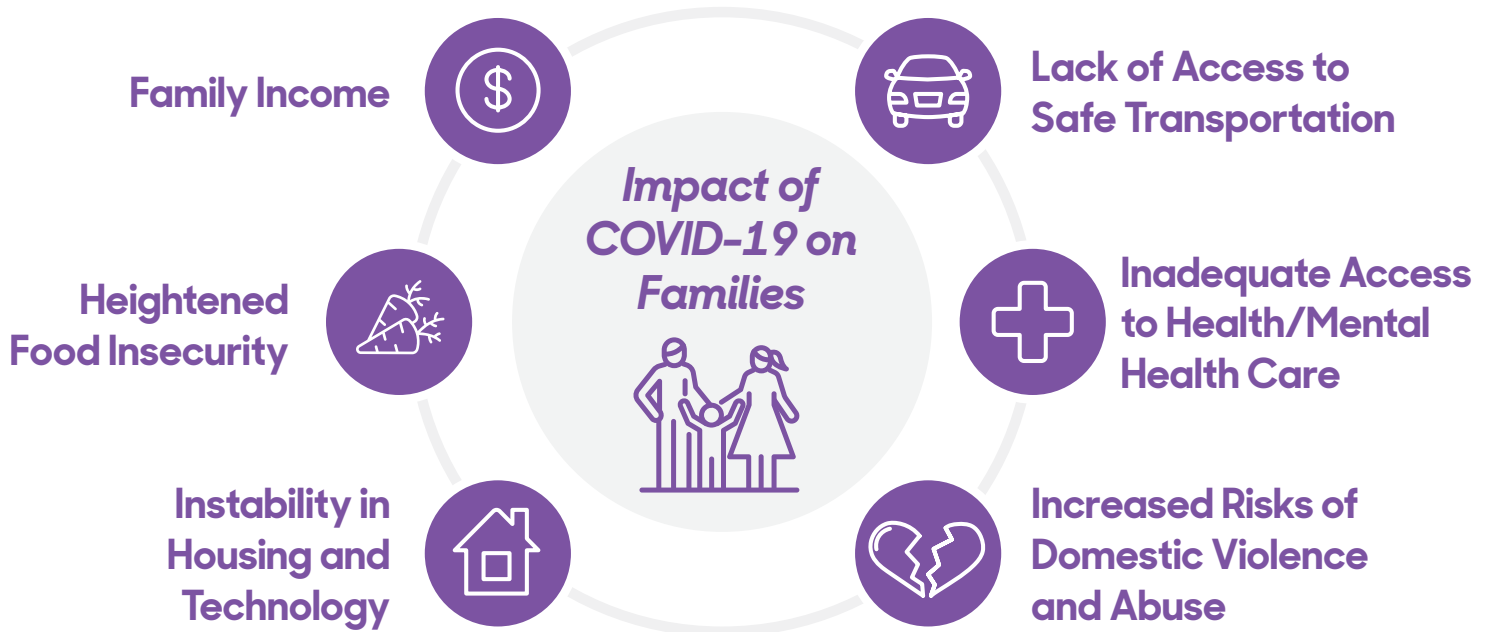 Family Income
Lack of Access to
Safe Transportation
Impact of
COVID-19 on
Families
Heightened
Food Insecurity
Inadequate Access
to Health/Mental
Health Care
Instability in
Housing and
Technology
Increased Risks of
Domestic Violence
and Abuse